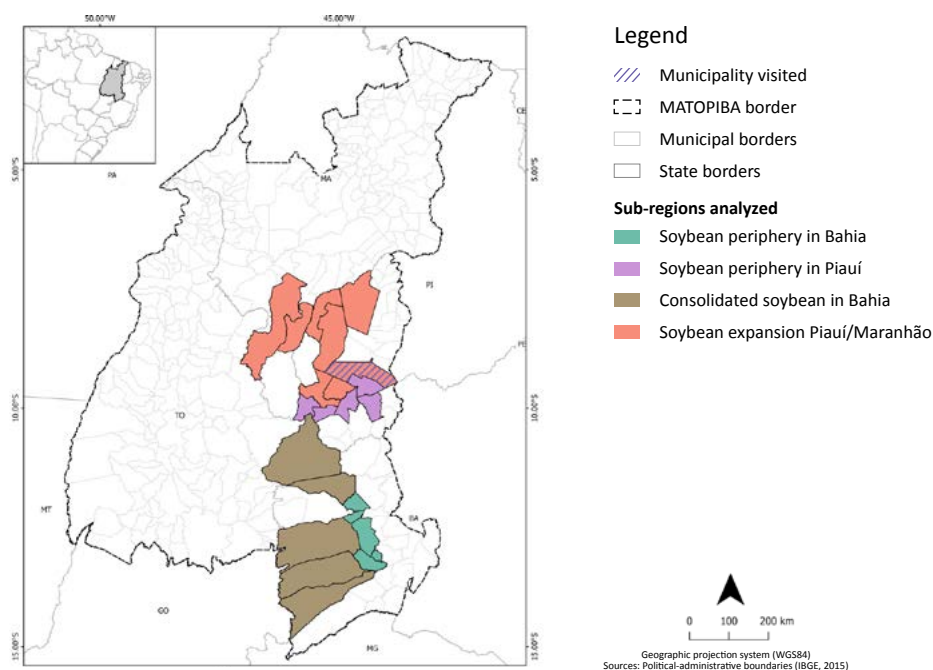 50.00°W
45.00°W
CE
PA
5.00°S
5.00°S
MA
PI
PE
10.00°S
10.00°S
TO
MT
BA
GO
15.00°S
15.00°S
MG
Legend
Municipality visited
MATOPIBA border
Municipal borders
State borders
Sub-regions analyzed
Soybean periphery in Bahia
Soybean periphery in Piauí
Consolidated soybean in Bahia
Soybean expansion Piauí/Maranhão
0 100 200 km
Geographic projection system (WGS84)
Sources: Political-administrative boundaries (IBGE, 2015)